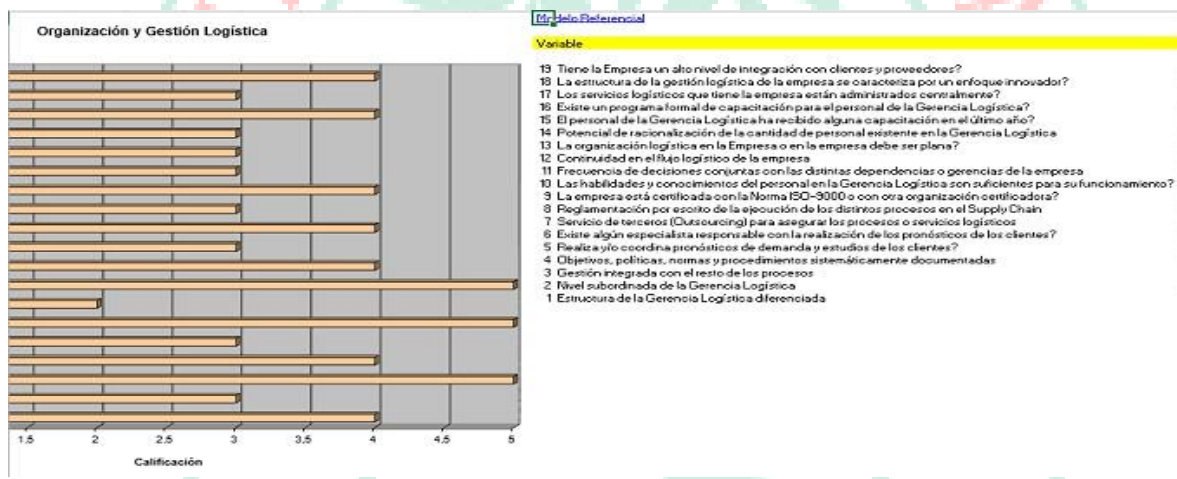 Organización y Gestión Logística
1,5 2 2,5 3 3,5 4 4,5 5
Calificación
Modelo Referencial
Variable
19 Tiene la Empresa un alto nivel de integración con clientes y proveedores?
18 La estructura de la gestión logística de la empresa se caracteriza por un enfoque innovador?
17 Los servicios logísticos que tiene la empresa están administrados centralmente?
16 Existe un programa formal de capacitación para el personal de la Gerencia Logística?
15 El personal de la Gerencia Logística ha recibido alguna capacitación en el último año?
14 Potencial de racionalización de la cantidad de personal existente en la Gerencia Logística
13 La organización logística en la Empresa o en la empresa debe ser plana?
12 Continuidad en el flujo logístico de la empresa
11 Frecuencia de decisiones conjuntas con las distintas dependencias o gerencias de la empresa
10 Las habilidades y conocimientos del personal en la Gerencia Logística son suficientes para su funcionamiento?
9 La empresa está certificada con la Norma ISO-9000 o con otra organización certificadora?
8 Reglamentación por escrito de la ejecución de los distintos procesos en el Supply Chain
7 Servicio de terceros (Outsourcing) para asegurar los procesos o servicios logísticos
6 Existe algún especialista responsable con la realización de los pronósticos de los clientes?
5 Realiza y/o coordina pronósticos de demanda y estudios de los clientes?
4 Objetivos, políticas, normas y procedimientos sistemáticamente documentadas
3 Gestión integrada con el resto de los procesos
2 Nivel subordinada de la Gerencia Logística
1 Estructura de la Gerencia Logística diferenciada